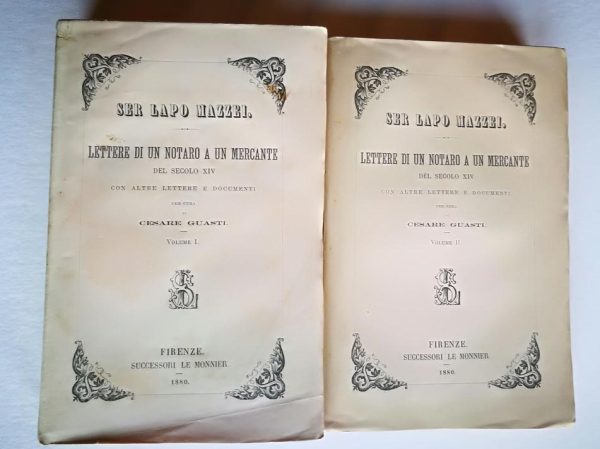 SER LAPO MAZZEI.
LETTERE DI UN NOTARO A UN MERCANTE
DEL SECOLO XIV
CON ALTRE LETTERE E DOCUMENTI
PER CURA
DI
CESARE GUASTI.
VOLUME I.
FIRENZE.
SUCCESSORI LE MONNIER
1880.
SER LAPO MAZZEI.
LETTERE DI UN NOTARO A UN MERCANTE
DEL SECOLO XIV
CON ALTRE LETTERE E DOCUMENTI
PER CURA
DI
CESARE GUASTI.
VOLUME II.
FIRENZE.
SUCCESSORI LE MONNIER
1880.